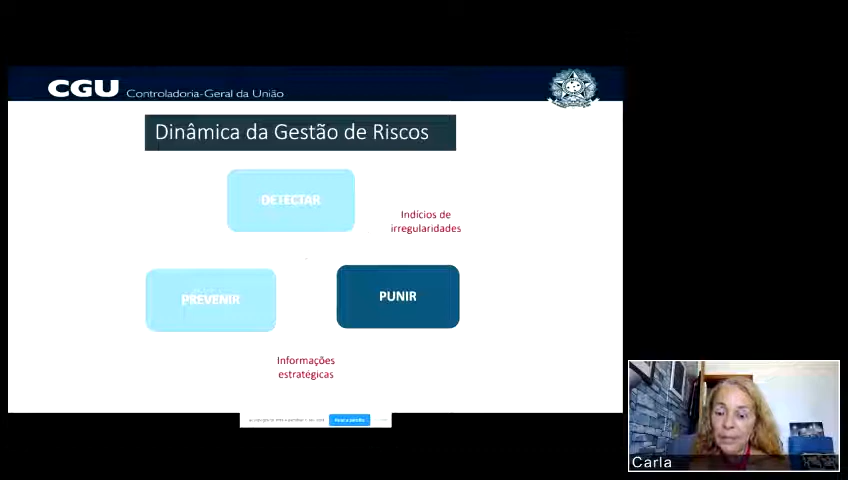 CGU Controladoria-Geral da União
Dinâmica da Gestão de Riscos
DETECTAR
Indícios de
irregularidades
PREVENIR
PUNIR
Informações
estratégicas
Carla